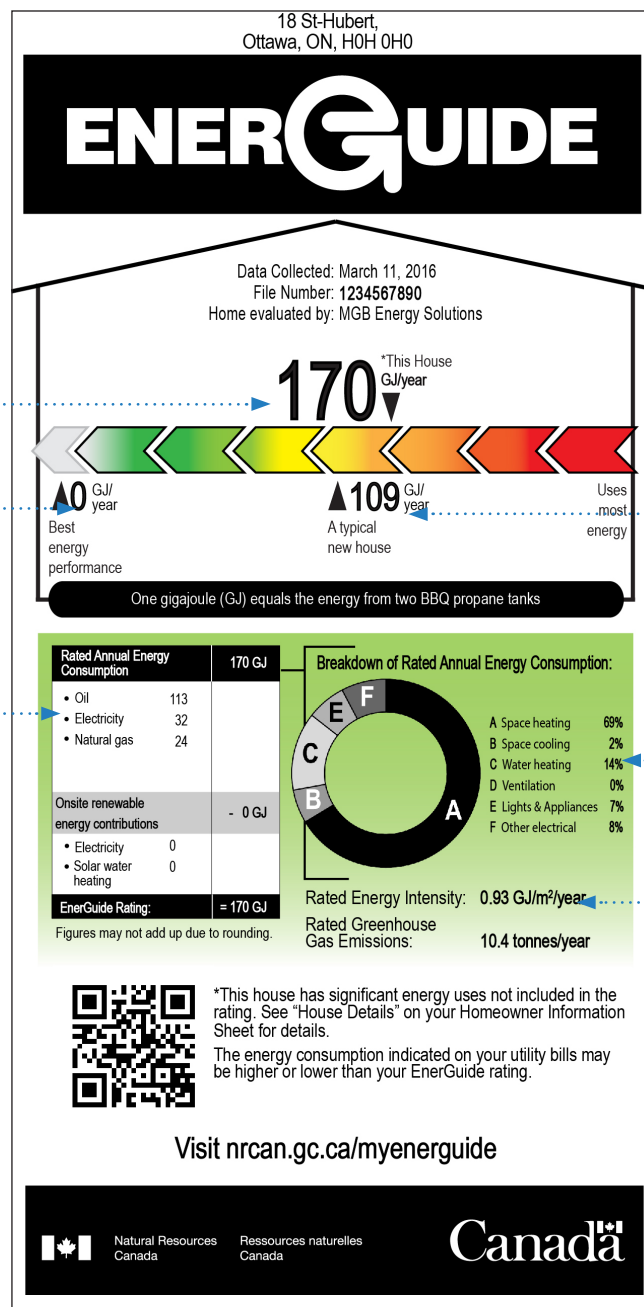 18 St-Hubert,
Ottawa, ON, H0H 0H0
ENERGUIDE
Data Collected: March 11, 2016
File Number: 1234567890
Home evaluated by: MGB Energy Solutions
170 *This House
GJ/year
0 GJ/
year
Best
energy
performance
109 GJ/
year
A typical
new house
Uses
most
energy
One gigajoule (GJ) equals the energy from two BBQ propane tanks
Rated Annual Energy
Consumption 170 GJ
• Oil 113
• Electricity 32
• Natural gas 24
Onsite renewable
energy contributions - 0 GJ
• Electricity 0
• Solar water
heating 0
EnerGuide Rating: = 170 GJ
Figures may not add up due to rounding.
Breakdown of Rated Annual Energy Consumption:
F
E
C
B
A
A Space heating 69%
B Space cooling 2%
C Water heating 14%
D Ventilation 0%
E Lights & Appliances 7%
F Other electrical 8%
Rated Energy Intensity: 0.93 GJ/m²/year
Rated Greenhouse
Gas Emissions: 10.4 tonnes/year
*This house has significant energy uses not included in the
rating. See “House Details” on your Homeowner Information
Sheet for details.
The energy consumption indicated on your utility bills may
be higher or lower than your EnerGuide rating.
Visit nrcan.gc.ca/myenerguide
Natural Resources
Canada
Ressources naturelles
Canada
Canada